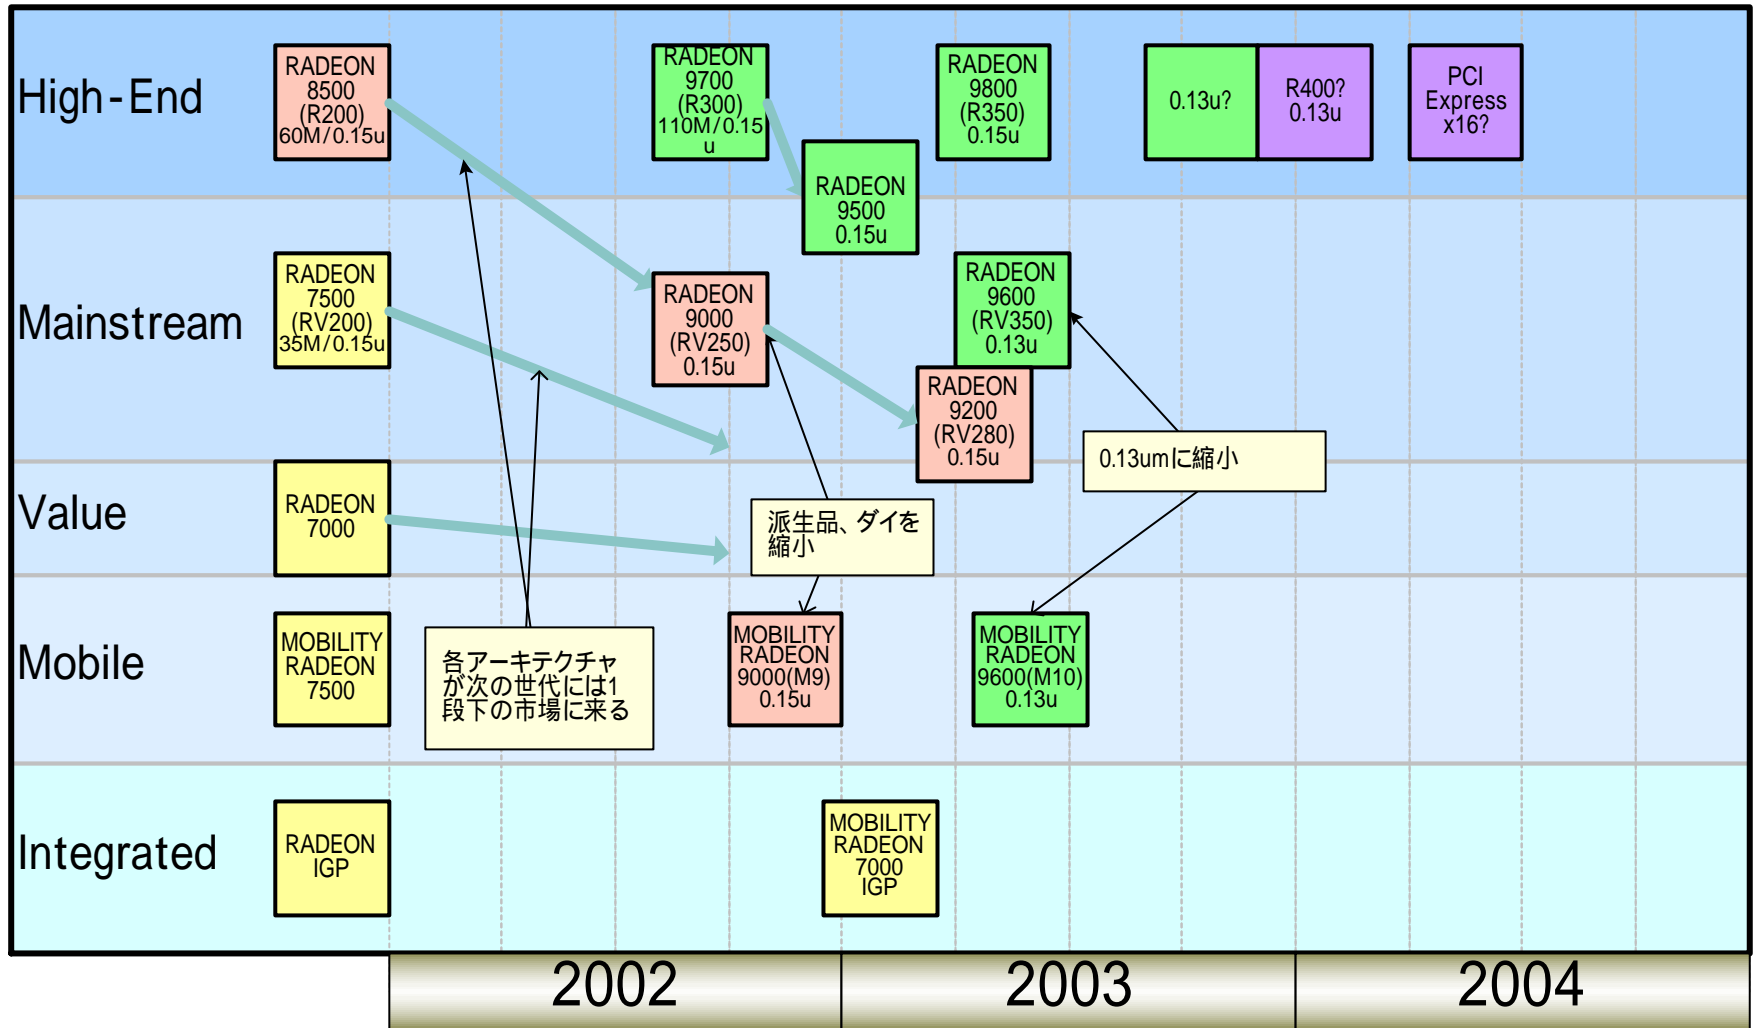 High-End
RADEON
8500
(R200)
60M/0.15u
RADEON
9700
(R300)
110M/0.15
u
RADEON
9500
0.15u
RADEON
9800
(R350)
0.15u
0.13u?
R400?
0.13u
PCI
Express
x16?
Mainstream
RADEON
7500
(RV200)
35M/0.15u
RADEON
9000
(RV250)
0.15u
RADEON
9600
(RV350)
0.13u
RADEON
9200
(RV280)
0.15u
0.13umに縮小
Value
RADEON
7000
派生品、ダイを
縮小
Mobile
MOBILITY
RADEON
7500
各アーキテクチャ
が次の世代には1
段下の市場に来る
MOBILITY
RADEON
9000(M9)
0.15u
MOBILITY
RADEON
9600(M10)
0.13u
Integrated
RADEON
IGP
MOBILITY
RADEON
7000
IGP
2002
2003
2004